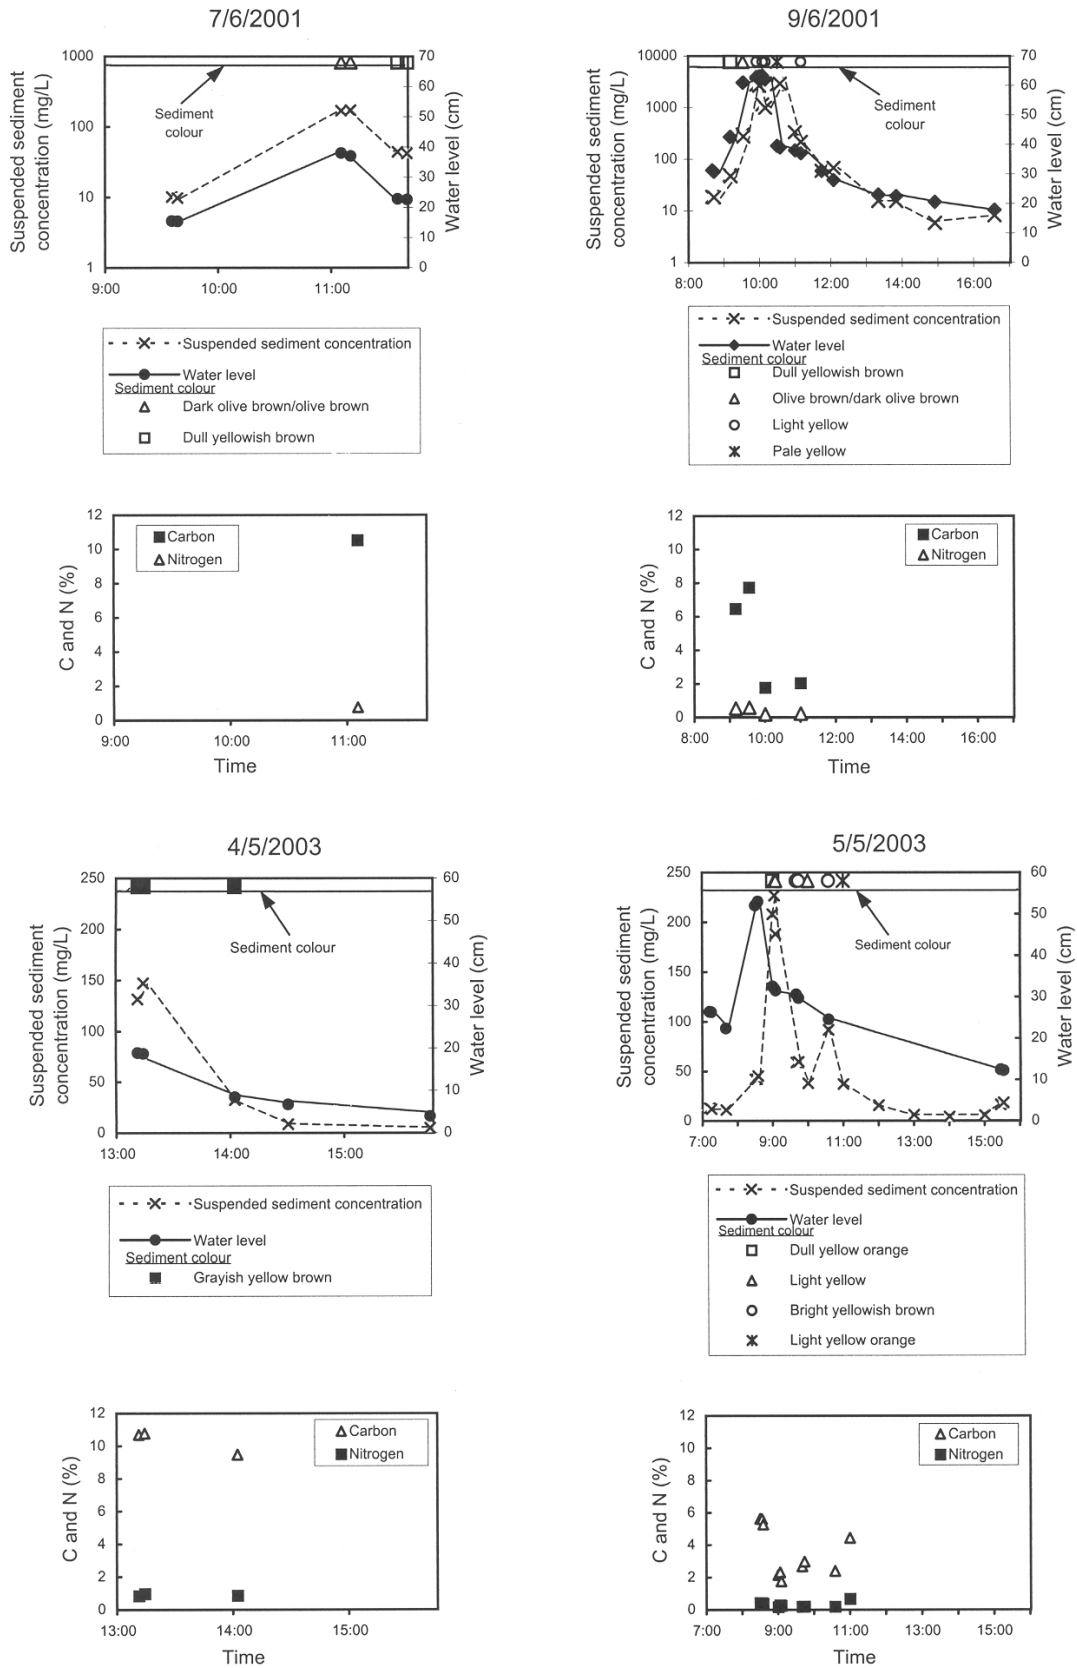 7/6/2001
Suspended sediment
concentration (mg/L)
1000
100
10
1
70
60
50
40
30
20
10
0
Water level (cm)
Sediment
colour
9:00 10:00 11:00
Suspended sediment concentration
Water level
Sediment colour
Dark olive brown/olive brown
Dull yellowish brown
C and N (%)
12
10
8
6
4
2
0
Carbon
Nitrogen
9:00 10:00 11:00
Time
9/6/2001
Suspended sediment
concentration (mg/L)
10000
1000
100
10
1
70
60
50
40
30
20
10
0
Water level (cm)
Sediment
colour
8:00 10:00 12:00 14:00 16:00
Suspended sediment concentration
Water level
Sediment colour
Dull yellowish brown
Olive brown/dark olive brown
Light yellow
Pale yellow
C and N (%)
12
10
8
6
4
2
0
Carbon
Nitrogen
8:00 10:00 12:00 14:00 16:00
Time
4/5/2003
Suspended sediment
concentration (mg/L)
250
200
150
100
50
0
60
50
40
30
20
10
0
Water level (cm)
Sediment colour
13:00 14:00 15:00
Suspended sediment concentration
Water level
Sediment colour
Grayish yellow brown
C and N (%)
12
10
8
6
4
2
0
Carbon
Nitrogen
13:00 14:00 15:00
Time
5/5/2003
Suspended sediment
concentration (mg/L)
250
200
150
100
50
0
60
50
40
30
20
10
0
Water level (cm)
Sediment colour
7:00 9:00 11:00 13:00 15:00
Suspended sediment concentration
Water level
Sediment colour
Dull yellow orange
Light yellow
Bright yellowish brown
Light yellow orange
C and N (%)
12
10
8
6
4
2
0
Carbon
Nitrogen
7:00 9:00 11:00 13:00 15:00
Time